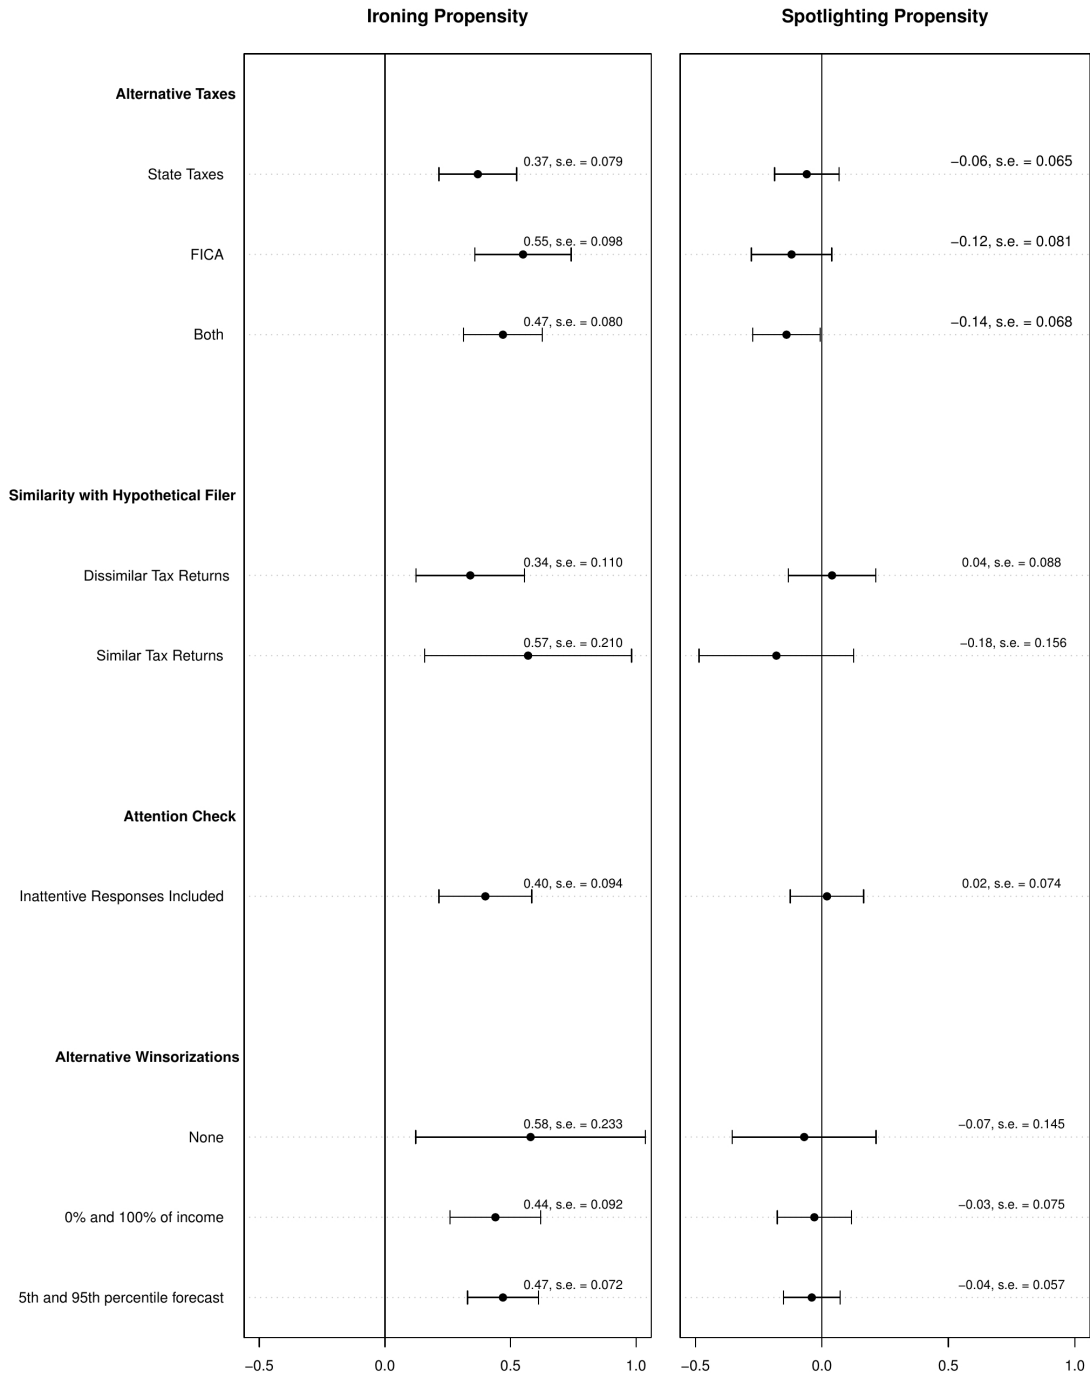 Ironing Propensity Spotlighting Propensity
Alternative Taxes
State Taxes 0.37, s.e. = 0.079 −0.06, s.e. = 0.065
FICA 0.55, s.e. = 0.098 −0.12, s.e. = 0.081
Both 0.47, s.e. = 0.080 −0.14, s.e. = 0.068
Similarity with Hypothetical Filer
Dissimilar Tax Returns 0.34, s.e. = 0.110 0.04, s.e. = 0.088
Similar Tax Returns 0.57, s.e. = 0.210 −0.18, s.e. = 0.156
Attention Check
Inattentive Responses Included 0.40, s.e. = 0.094 0.02, s.e. = 0.074
Alternative Winsorizations
None 0.58, s.e. = 0.233 −0.07, s.e. = 0.145
0% and 100% of income 0.44, s.e. = 0.092 −0.03, s.e. = 0.075
5th and 95th percentile forecast 0.47, s.e. = 0.072 −0.04, s.e. = 0.057
−0.5 0.0 0.5 1.0 −0.5 0.0 0.5 1.0